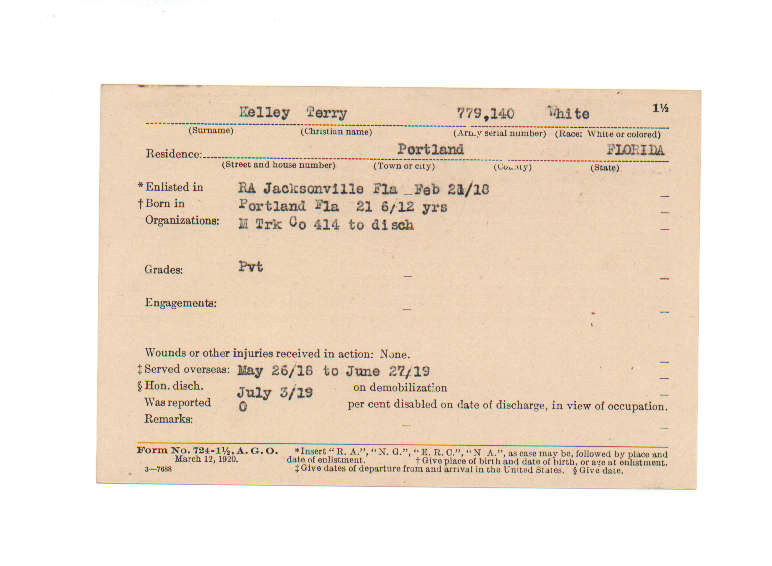 Kelley Terry 779,140 White 1½
(Surname) (Christian name) (Army serial number) (Race: White or colored)
Residence: Portland FLORIDA
(Street and house number) (Town or city) (County) (State)
* Enlisted in RA Jacksonville Fla Feb /18
† Born in Portland Fla 21 6/12 yrs
Organizations: M Trk Co 414 to disch
Grades: Pvt
Engagements:
Wounds or other injuries received in action: None.
‡ Served overseas: May 26/18 to June 27/19
§ Hon. disch. July 3/19 on demobilization
Was reported 0 per cent disabled on date of discharge, in view of occupation.
Remarks:
Form No. 724-1½, A. G. O. *Insert "R. A.", "N. G.", "E. R. C.", "N A.", as case may be, followed by place and
March 12, 1920. date of enlistment. † Give place of birth and date of birth, or age at enlistment.
3—7688 ‡ Give dates of departure from and arrival in the United States. § Give date.